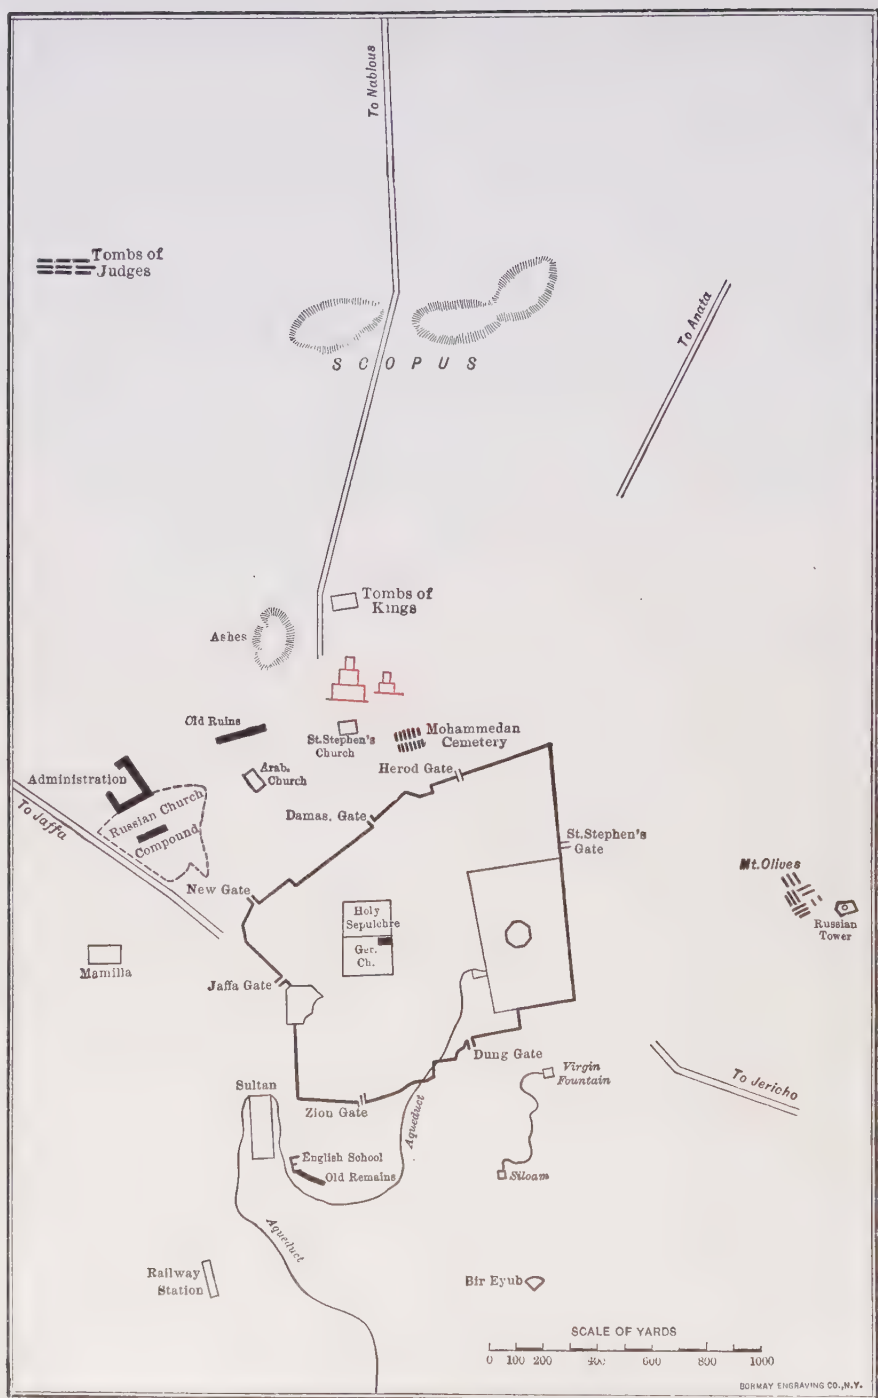 To Nablous
Tombs of
Judges
To Anata
SCOPUS
Tombs of
Kings
Ashes
Old Ruins
St.Stephen's
Church
Mohammedan
Cemetery
Arab.
Church
Herod Gate
Administration
Russian Church
Compound
To Jaffa
Damas. Gate
St.Stephen's
Gate
Mt.Olives
New Gate
Holy
Sepulchre
Ger.
Ch.
Russian
Tower
Mamilla
Jaffa Gate
Dung Gate
Virgin
Fountain
To Jericho
Sultan
Zion Gate
Aqueduct
English School
Old Remains
Siloam
Aqueduct
Railway
Station
Bir Eyub
SCALE OF YARDS
0 100 200 400 600 800 1000
BORMAY ENGRAVING CO.,N.Y.